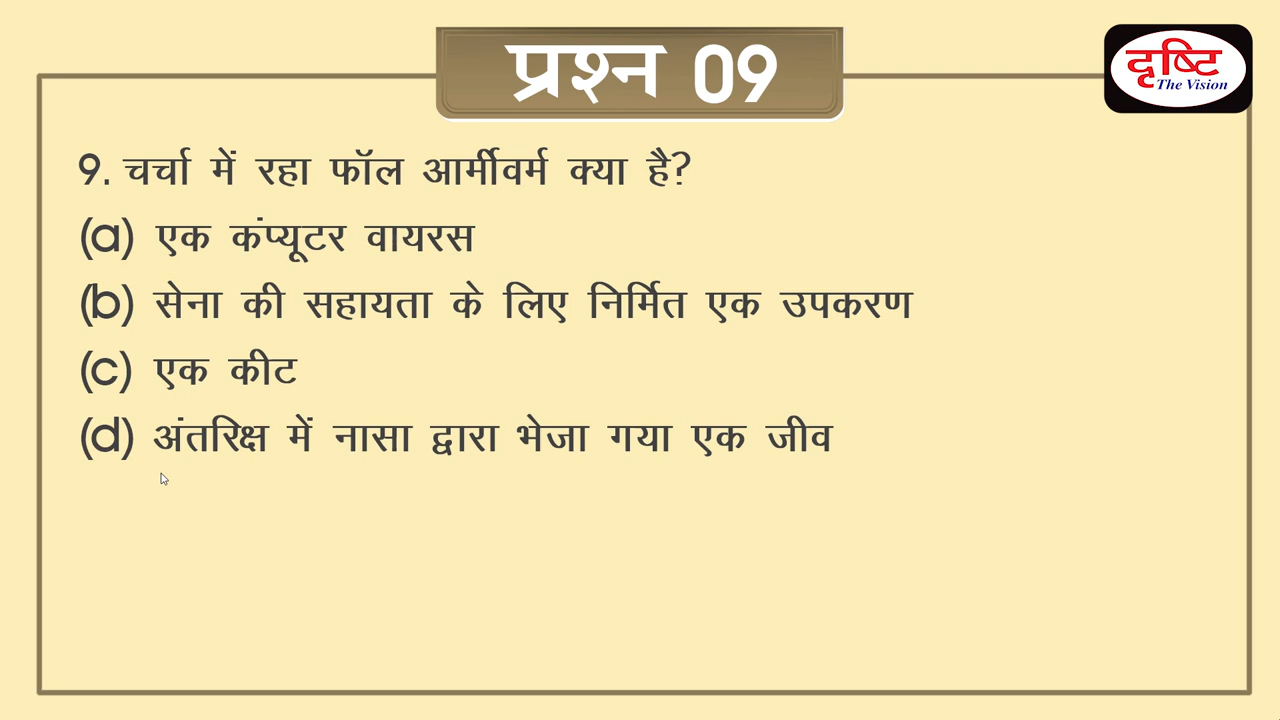 प्रश्न 09
दृष्टि
The Vision
9. चर्चा में रहा फॉल आर्मीवर्म क्या है?
(a) एक कंप्यूटर वायरस
(b) सेना की सहायता के लिए निर्मित एक उपकरण
(c) एक कीट
(d) अंतरिक्ष में नासा द्वारा भेजा गया एक जीव